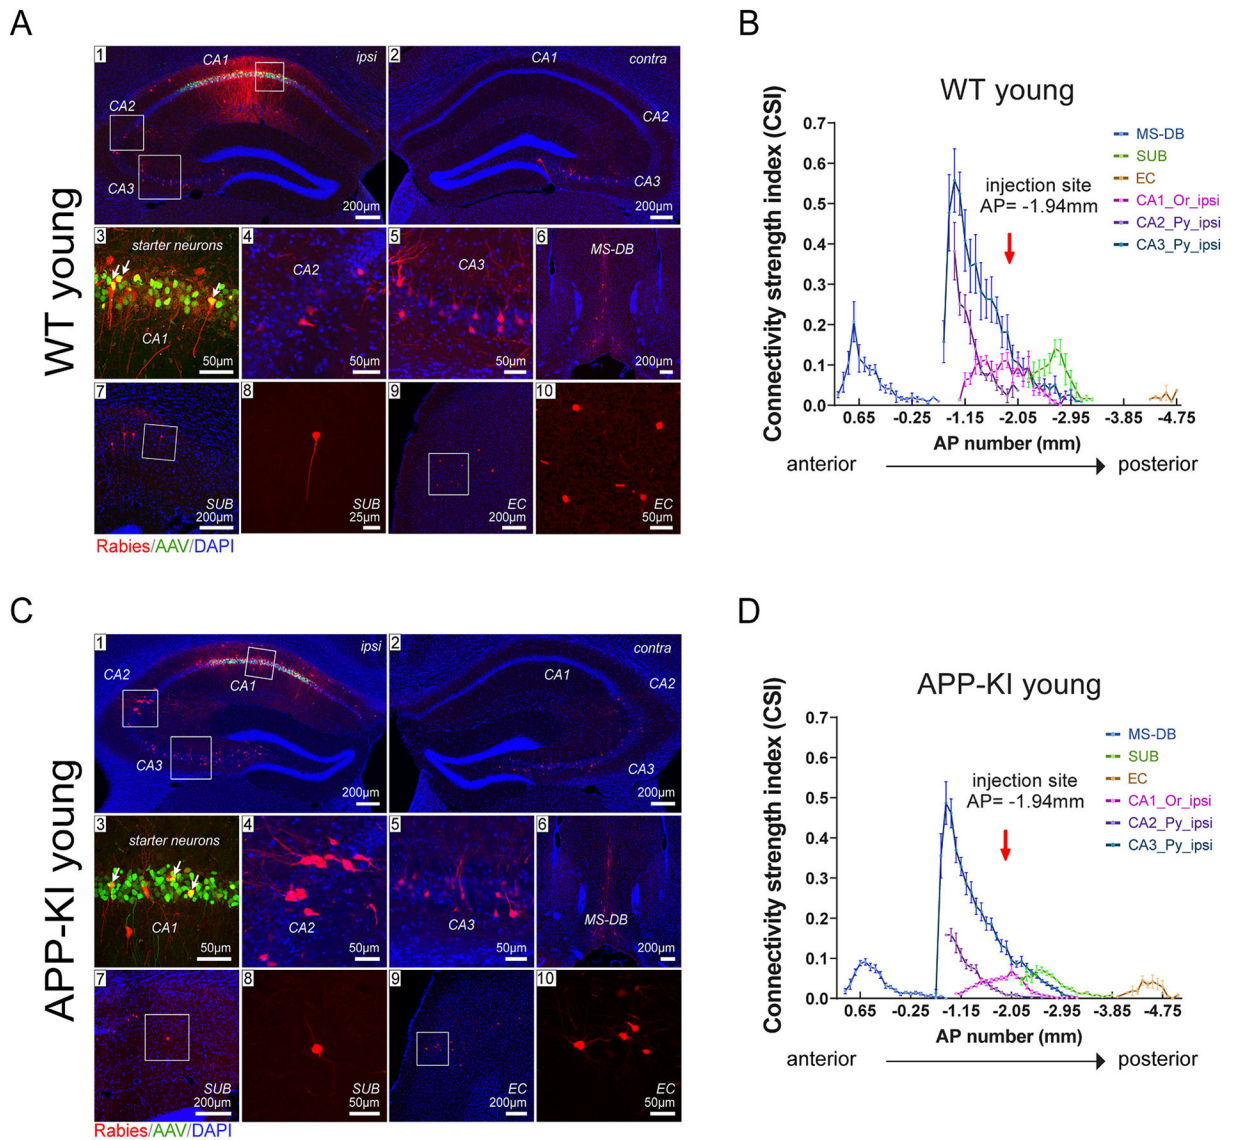 A
WT young
1
CA1
ipsi
CA2
CA3
200μm
2
CA1
contra
CA2
CA3
200μm
3
starter neurons
CA1
50μm
4
CA2
50μm
5
CA3
50μm
6
MS-DB
200μm
7
SUB
200μm
8
SUB
25μm
9
EC
200μm
10
EC
50μm
Rabies/AAV/DAPI
B
WT young
Connectivity strength index (CSI)
0.7
0.6
0.5
0.4
0.3
0.2
0.1
0.0
injection site
AP= -1.94mm
MS-DB
SUB
EC
CA1_Or_ipsi
CA2_Py_ipsi
CA3_Py_ipsi
0.65 -0.25 -1.15 -2.05 -2.95 -3.85 -4.75
AP number (mm)
anterior posterior
C
APP-KI young
1
ipsi
CA2
CA1
CA3
200μm
2
contra
CA1
CA2
CA3
200μm
3
starter neurons
CA1
50μm
4
CA2
50μm
5
CA3
50μm
6
MS-DB
200μm
7
SUB
200μm
8
SUB
50μm
9
EC
200μm
10
EC
50μm
Rabies/AAV/DAPI
D
APP-KI young
Connectivity strength index (CSI)
0.7
0.6
0.5
0.4
0.3
0.2
0.1
0.0
injection site
AP= -1.94mm
MS-DB
SUB
EC
CA1_Or_ipsi
CA2_Py_ipsi
CA3_Py_ipsi
0.65 -0.25 -1.15 -2.05 -2.95 -3.85 -4.75
AP number (mm)
anterior posterior